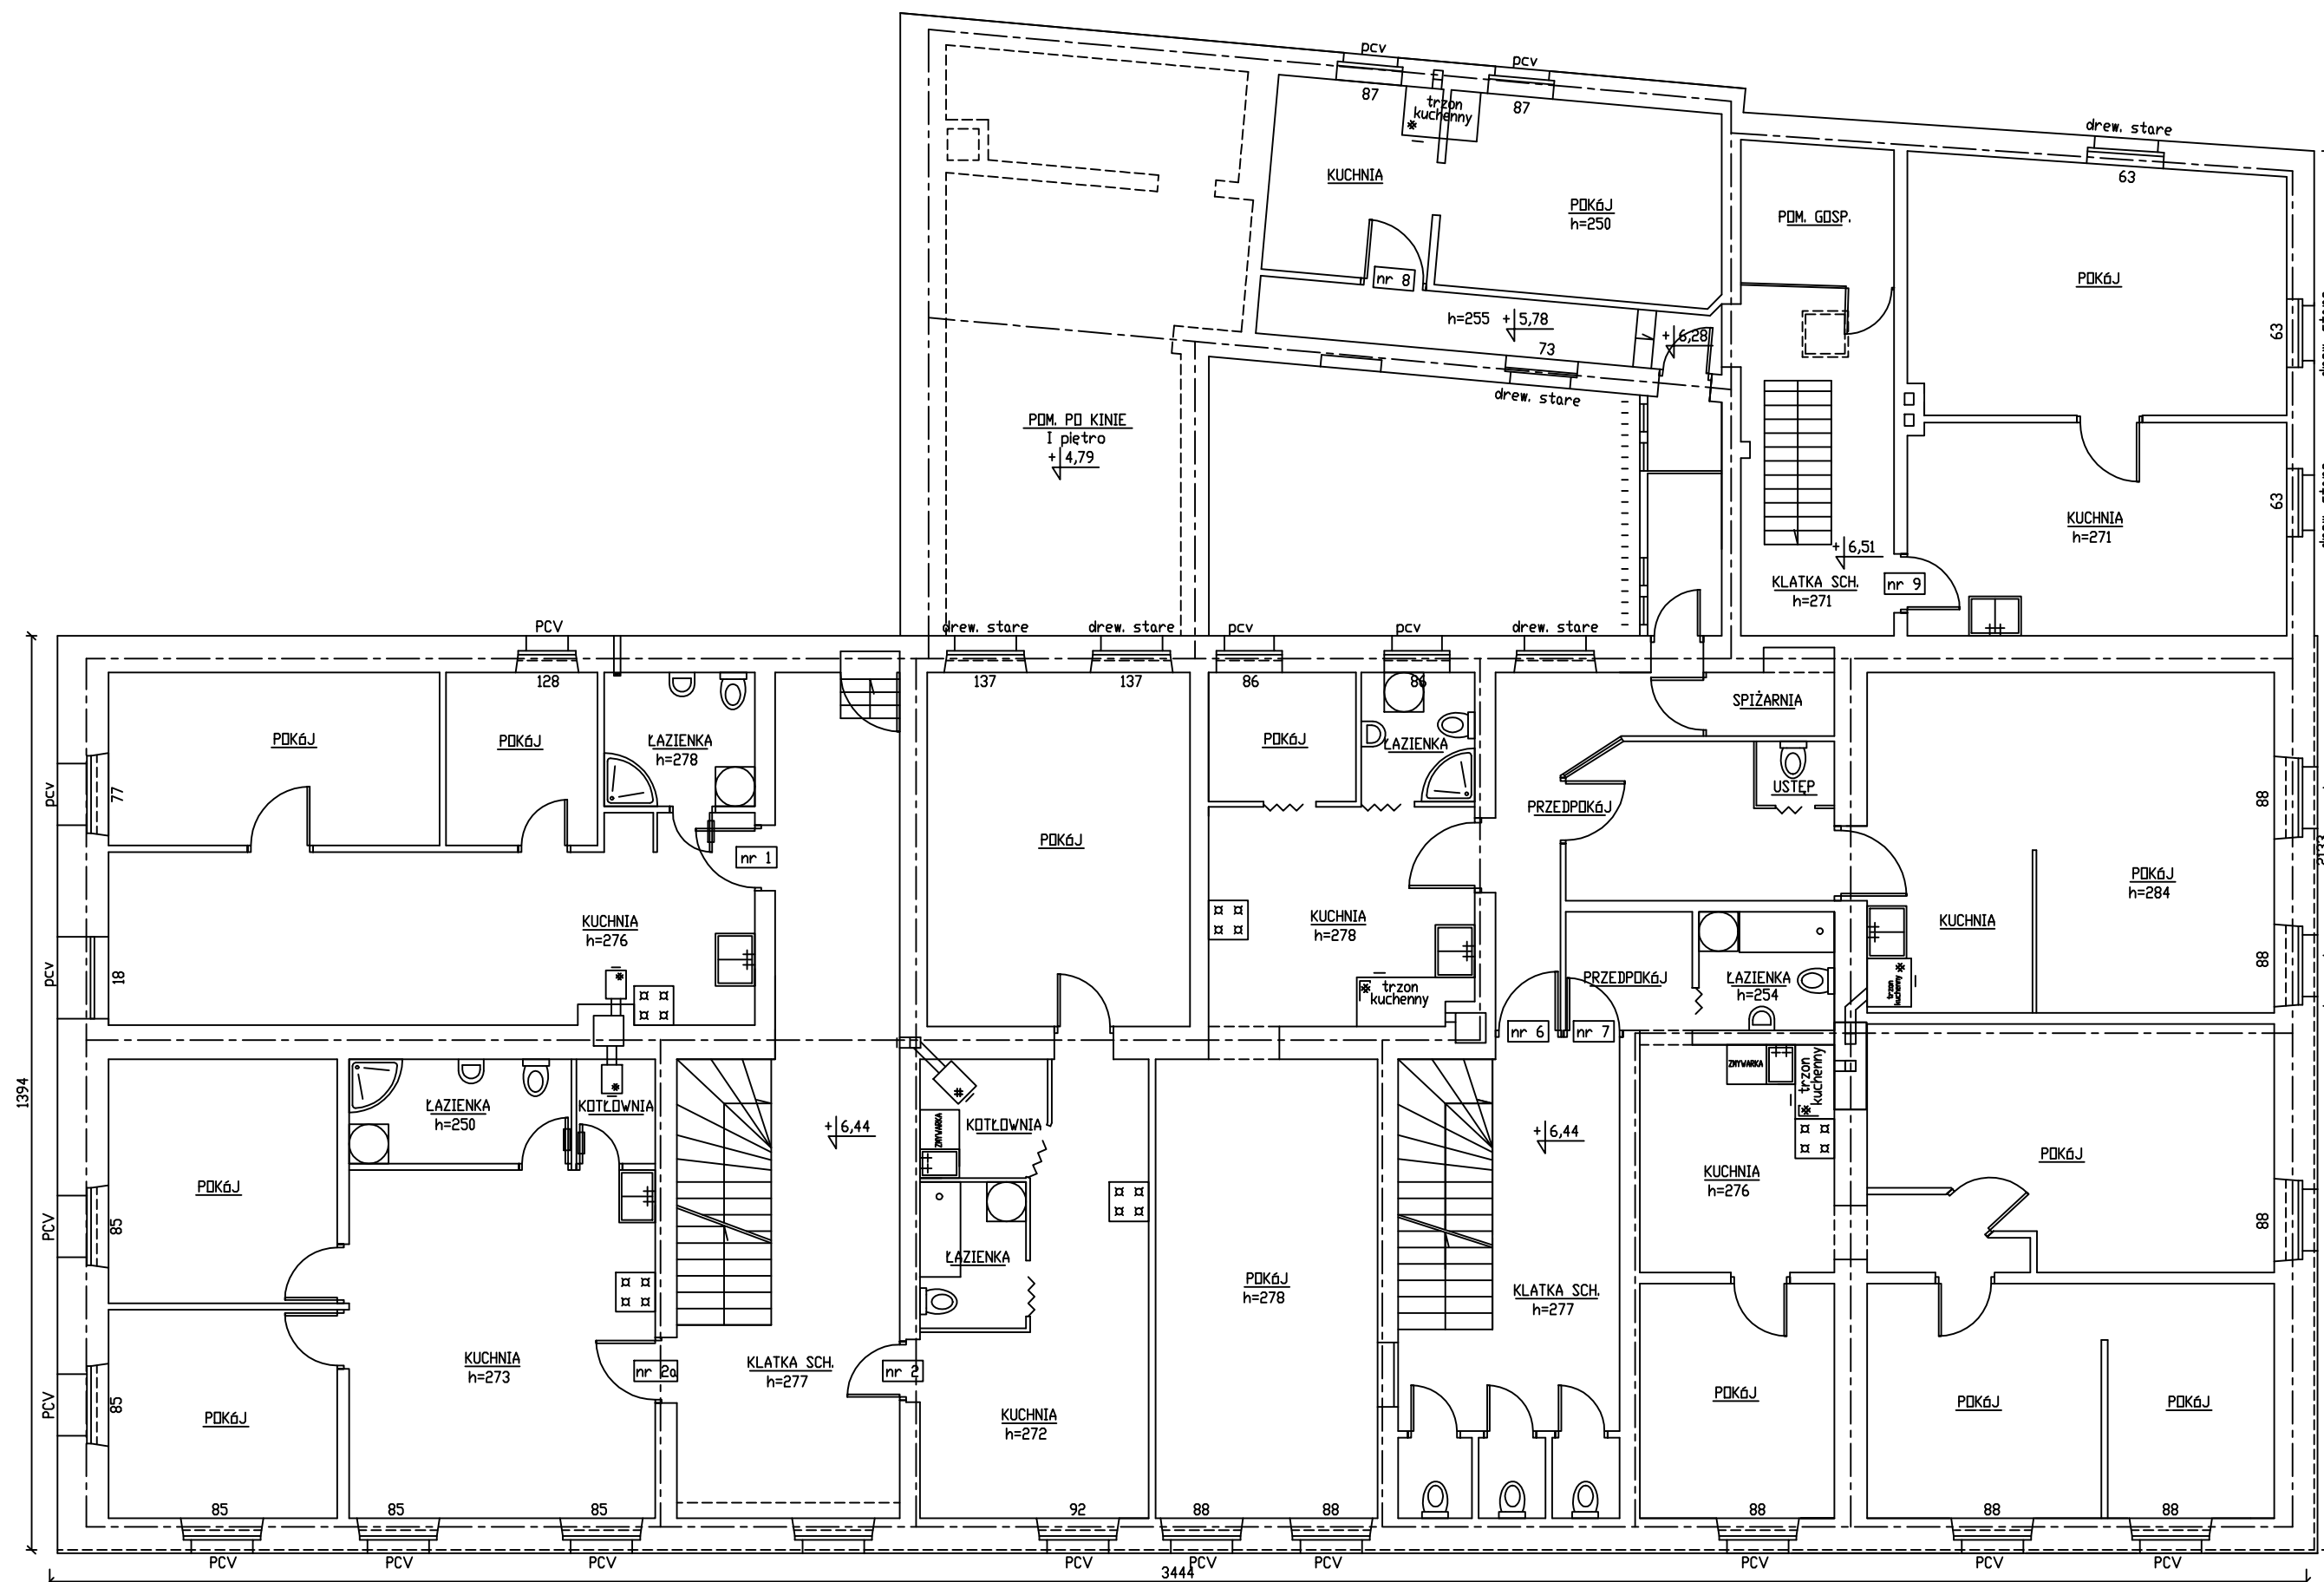 pcv
pcv
drew. stare
87
trzon
kuchenny
87
63
KUCHNIA
POKÓJ
h=250
POM. GOSP.
POKÓJ
nr 8
h=255
+5,78
+6,28
63
73
drew. stare
POM. PO KINIE
I piętro
+4,79
63
KUCHNIA
h=271
+6,51
KLATKA SCH.
h=271
nr 9
PCV
drew. stare
drew. stare
pcv
pcv
drew. stare
128
137
137
86
86
SPIŻARNIA
POKÓJ
POKÓJ
ŁAZIENKA
h=278
POKÓJ
ŁAZIENKA
pcv
77
USTĘP
88
PRZEDPOKÓJ
2133
nr 1
POKÓJ
POKÓJ
h=284
KUCHNIA
h=276
KUCHNIA
h=278
KUCHNIA
pcv
18
88
PRZEDPOKÓJ
ŁAZIENKA
h=254
trzon
kuchenny
trzon
kuchenny
nr 6
nr 7
1394
ŁAZIENKA
h=250
KOTŁOWNIA
+6,44
ZMYWARKA
KOTŁOWNIA
+6,44
ZMYWARKA
trzon
kuchenny
POKÓJ
POKÓJ
KUCHNIA
h=276
PCV
85
ŁAZIENKA
POKÓJ
h=278
KLATKA SCH.
h=277
88
KUCHNIA
h=273
nr 2a
KLATKA SCH.
h=277
nr 2
PCV
85
POKÓJ
KUCHNIA
h=272
POKÓJ
POKÓJ
POKÓJ
85
85
85
92
88
88
88
88
88
PCV
PCV
PCV
PCV
PCV
PCV
PCV
PCV
PCV
3444